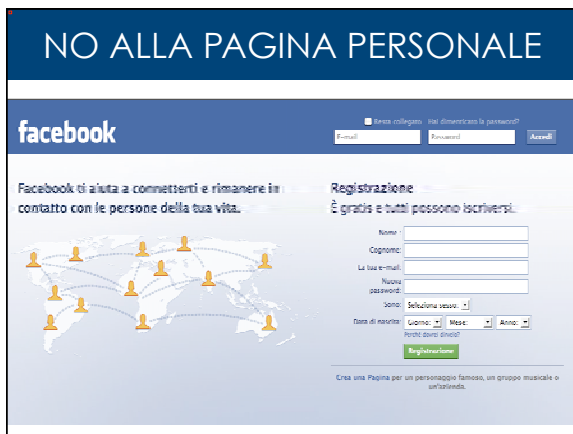 NO ALLA PAGINA PERSONALE
Resta collegato Hai dimenticato la password?
facebook
E-mail Password Accedi
Facebook ti aiuta a connetterti e rimanere in
contatto con le persone della tua vita.
Registrazione
È gratis e tutti possono iscriversi.
Nome :
Cognome:
La tua e-mail:
Nuova
password:
Sono: Seleziona sesso:
Data di nascita: Giorno: Mese: Anno:
Perché devo dirvelo?
Registrazione
Crea una Pagina per un personaggio famoso, un gruppo musicale o
un'azienda.